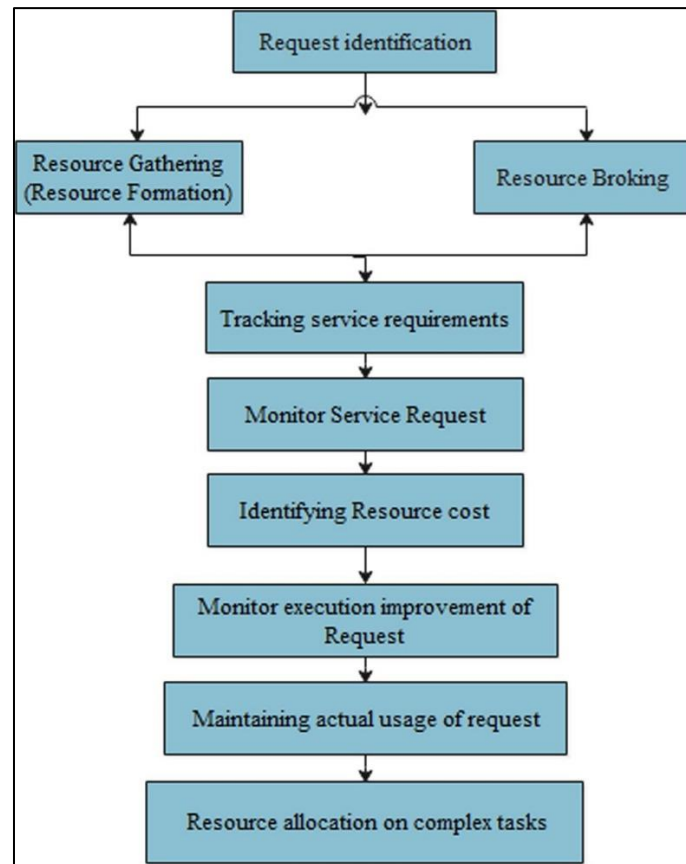 Request identification
Resource Gathering
(Resource Formation)
Resource Broking
Tracking service requirements
Monitor Service Request
Identifying Resource cost
Monitor execution improvement of
Request
Maintaining actual usage of request
Resource allocation on complex tasks